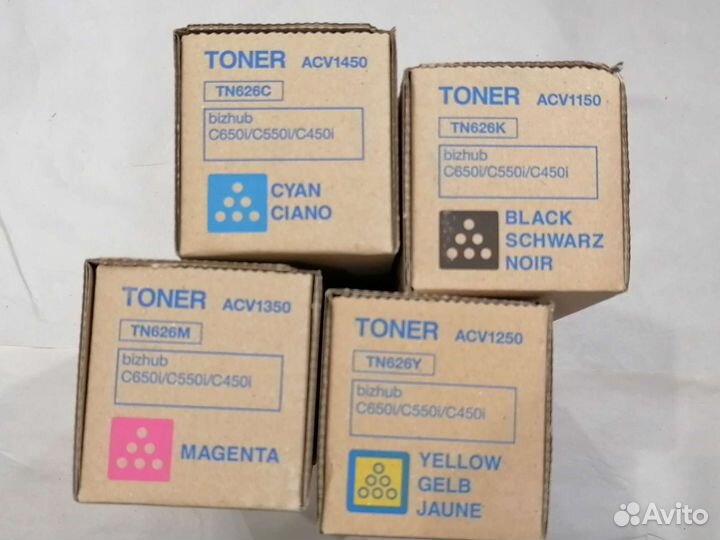 TONER ACV1450
TN626C
bizhub
C650i/C550i/C450i
CYAN
CIANO
TONER ACV1150
TN626K
bizhub
C650i/C550i/C450i
BLACK
SCHWARZ
NOIR
TONER ACV1350
TN626M
bizhub
C650i/C550i/C450i
MAGENTA
TONER ACV1250
TN626Y
bizhub
C650i/C550i/C450i
YELLOW
GELB
JAUNE
Avito